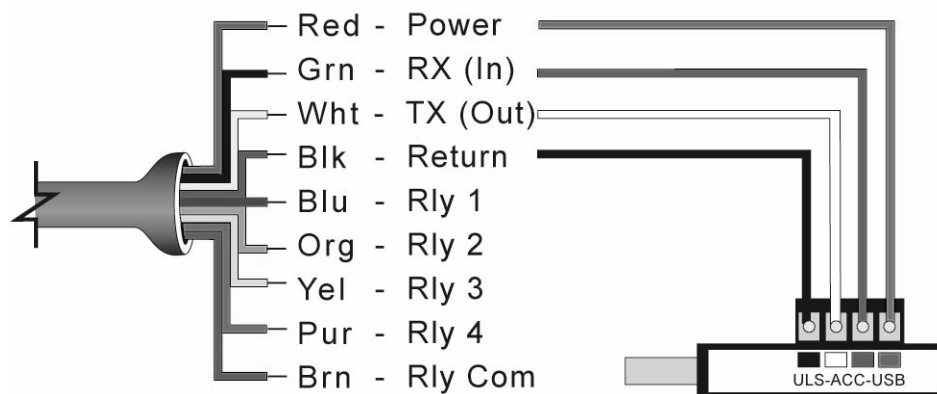 Red - Power
Grn - RX (In)
Wht - TX (Out)
Blk - Return
Blu - Rly 1
Org - Rly 2
Yel - Rly 3
Pur - Rly 4
Brn - Rly Com
ULS-ACC-USB